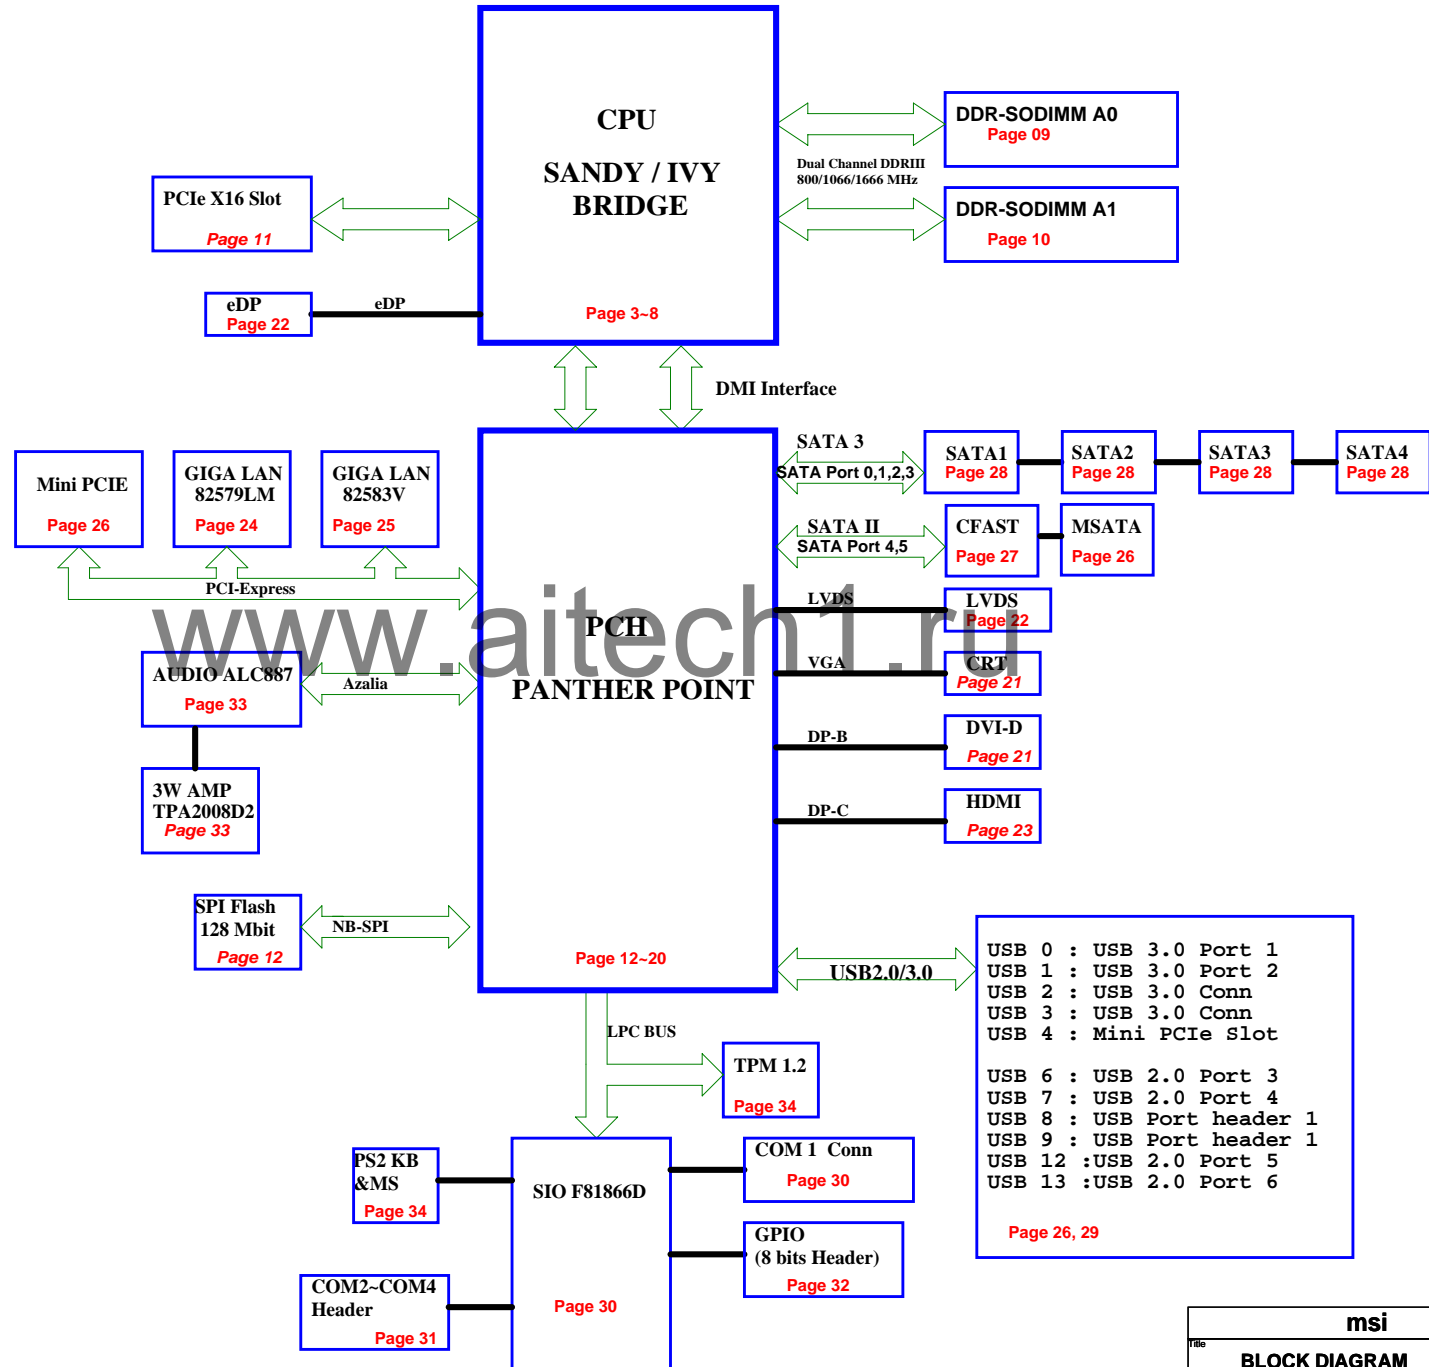 CPU
SANDY / IVY
BRIDGE
Page 3~8
DDR-SODIMM A0
Page 09
Dual Channel DDRIII
800/1066/1666 MHz
DDR-SODIMM A1
Page 10
PCIe X16 Slot
Page 11
eDP
Page 22
eDP
DMI Interface
Mini PCIE
Page 26
GIGA LAN
82579LM
Page 24
GIGA LAN
82583V
Page 25
PCI-Express
SATA 3
SATA Port 0,1,2,3
SATA1
Page 28
SATA2
Page 28
SATA3
Page 28
SATA4
Page 28
SATA II
SATA Port 4,5
CFAST
Page 27
MSATA
Page 26
LVDS
LVDS
Page 22
www.aitech1.ru
PCH
PANTHER POINT
Page 12~20
VGA
CRT
Page 21
AUDIO ALC887
Page 33
Azalia
DP-B
DVI-D
Page 21
3W AMP
TPA2008D2
Page 33
DP-C
HDMI
Page 23
SPI Flash
128 Mbit
Page 12
NB-SPI
USB2.0/3.0
USB 0 : USB 3.0 Port 1
USB 1 : USB 3.0 Port 2
USB 2 : USB 3.0 Conn
USB 3 : USB 3.0 Conn
USB 4 : Mini PCIe Slot
USB 6 : USB 2.0 Port 3
USB 7 : USB 2.0 Port 4
USB 8 : USB Port header 1
USB 9 : USB Port header 1
USB 12 :USB 2.0 Port 5
USB 13 :USB 2.0 Port 6
Page 26, 29
LPC BUS
TPM 1.2
Page 34
PS2 KB
&MS
Page 34
SIO F81866D
Page 30
COM 1 Conn
Page 30
GPIO
(8 bits Header)
Page 32
COM2~COM4
Header
Page 31
msi
Title
BLOCK DIAGRAM